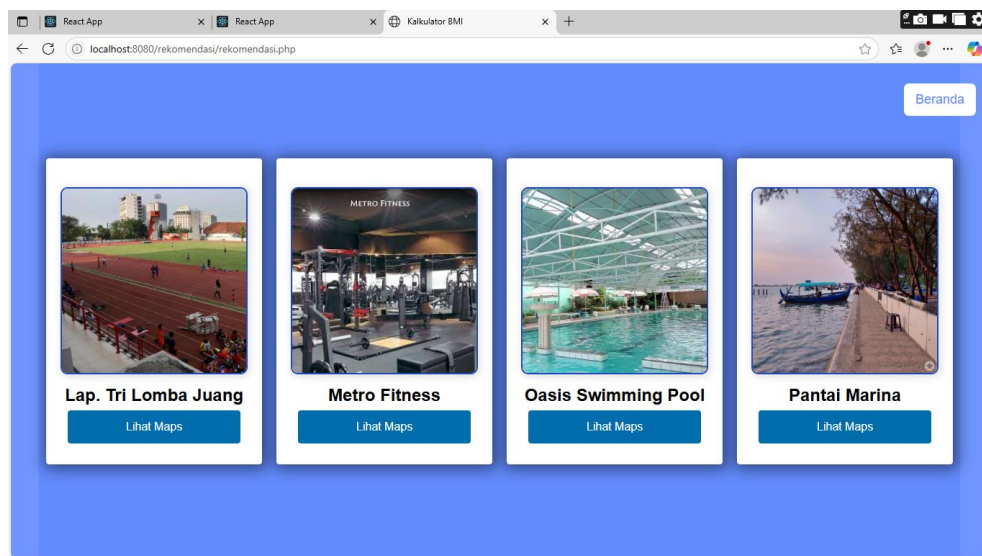 React App
React App
Kalkulator BMI
localhost:8080/rekomendasi/rekomendasi.php
Beranda
METRO FITNESS
Lap. Tri Lomba Juang
Metro Fitness
Oasis Swimming Pool
Pantai Marina
Lihat Maps
Lihat Maps
Lihat Maps
Lihat Maps